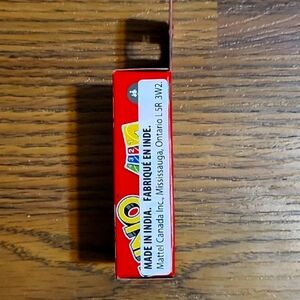 MADE IN INDIA. FABRIQUÉ EN INDE.
Mattel Canada Inc., Mississauga, Ontario L5R 3W2.
UNO